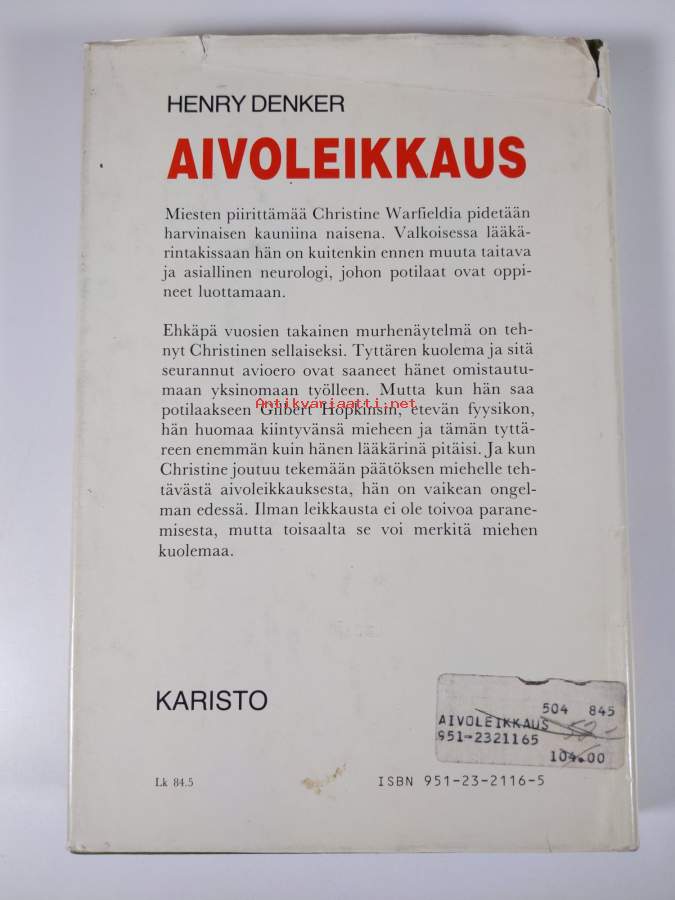 HENRY DENKER
AIVOLEIKKAUS
Miesten piirittämää Christine Warfieldia pidetään
harvinaisen kauniina naisena. Valkoisessa lääkä-
rintakissaan hän on kuitenkin ennen muuta taitava
ja asiallinen neurologi, johon potilaat ovat oppi-
neet luottamaan.
Ehkäpä vuosien takainen murhenäytelmä on teh-
nyt Christinen sellaiseksi. Tyttären kuolema ja sitä
seurannut avioero ovat saaneet hänet omistautu-
maan yksinomaan työlleen. Mutta kun hän saa
Antikvariaatti.net
potilaakseen Gilbert Hopkinsin, etevän fyysikon,
hän huomaa kiintyvänsä mieheen ja tämän tyttä-
reen enemmän kuin hänen lääkärinä pitäisi. Ja kun
Christine joutuu tekemään päätöksen miehelle teh-
tävästä aivoleikkauksesta, hän on vaikean ongel-
man edessä. Ilman leikkausta ei ole toivoa parane-
misesta, mutta toisaalta se voi merkitä miehen
kuolemaa.
KARISTO
504 845
AIVOLEIKKAUS 52-
951-2321165
104.00
Lk 84.5
ISBN 951-23-2116-5